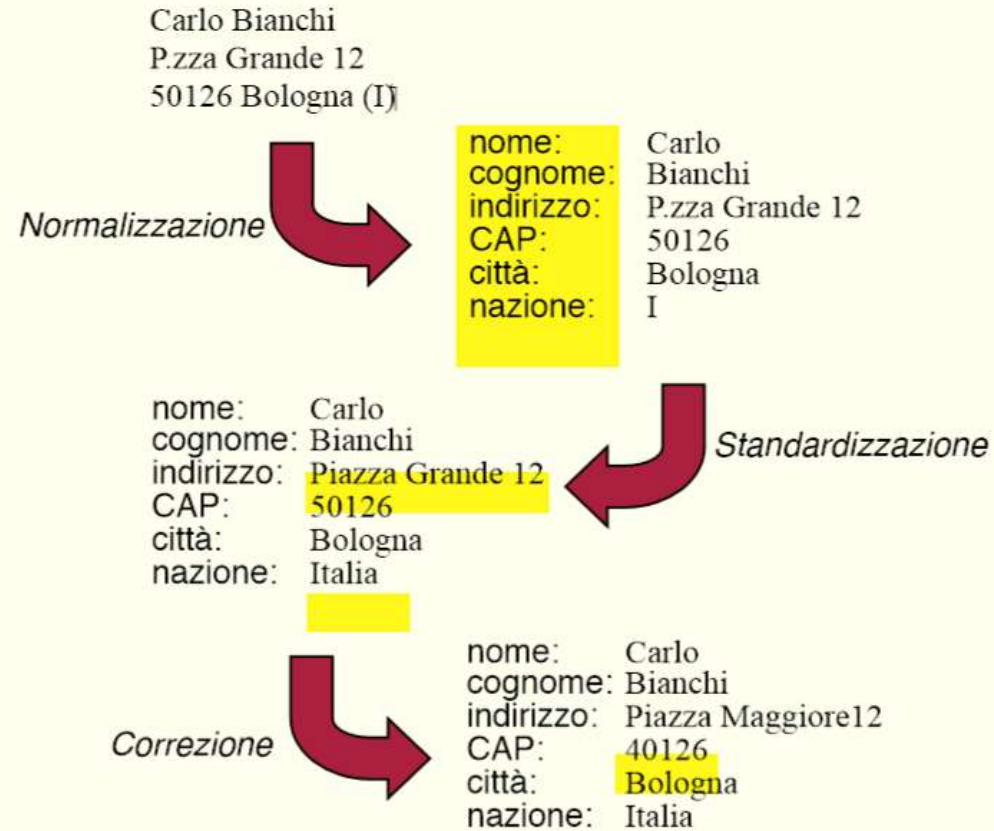 Carlo Bianchi
P.zza Grande 12
50126 Bologna (I)
Normalizzazione
nome: Carlo
cognome: Bianchi
indirizzo: P.zza Grande 12
CAP: 50126
città: Bologna
nazione: I
Standardizzazione
nome: Carlo
cognome: Bianchi
indirizzo: Piazza Grande 12
CAP: 50126
città: Bologna
nazione: Italia
Correzione
nome: Carlo
cognome: Bianchi
indirizzo: Piazza Maggiore12
CAP: 40126
città: Bologna
nazione: Italia